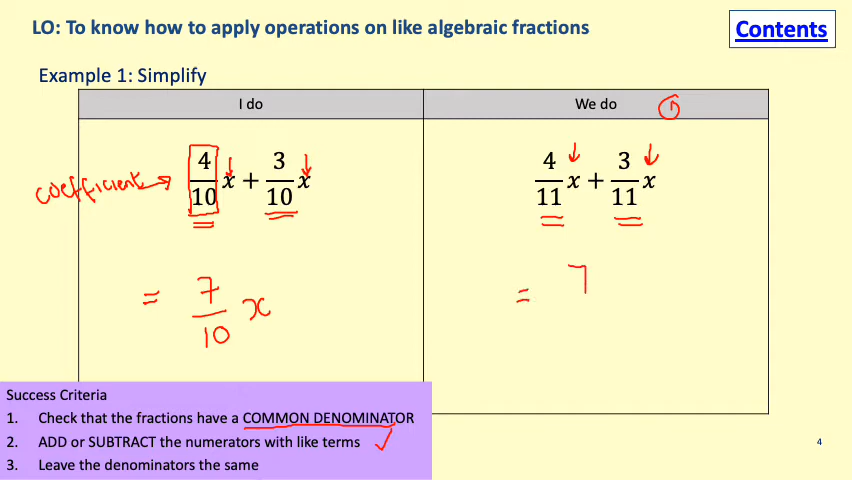 LO: To know how to apply operations on like algebraic fractions
Contents
Example 1: Simplify
I do
We do
1
coefficient
4/10 x + 3/10 x
4/11 x + 3/11 x
= 7/10 x
= 7
Success Criteria
1. Check that the fractions have a COMMON DENOMINATOR
2. ADD or SUBTRACT the numerators with like terms
3. Leave the denominators the same
4